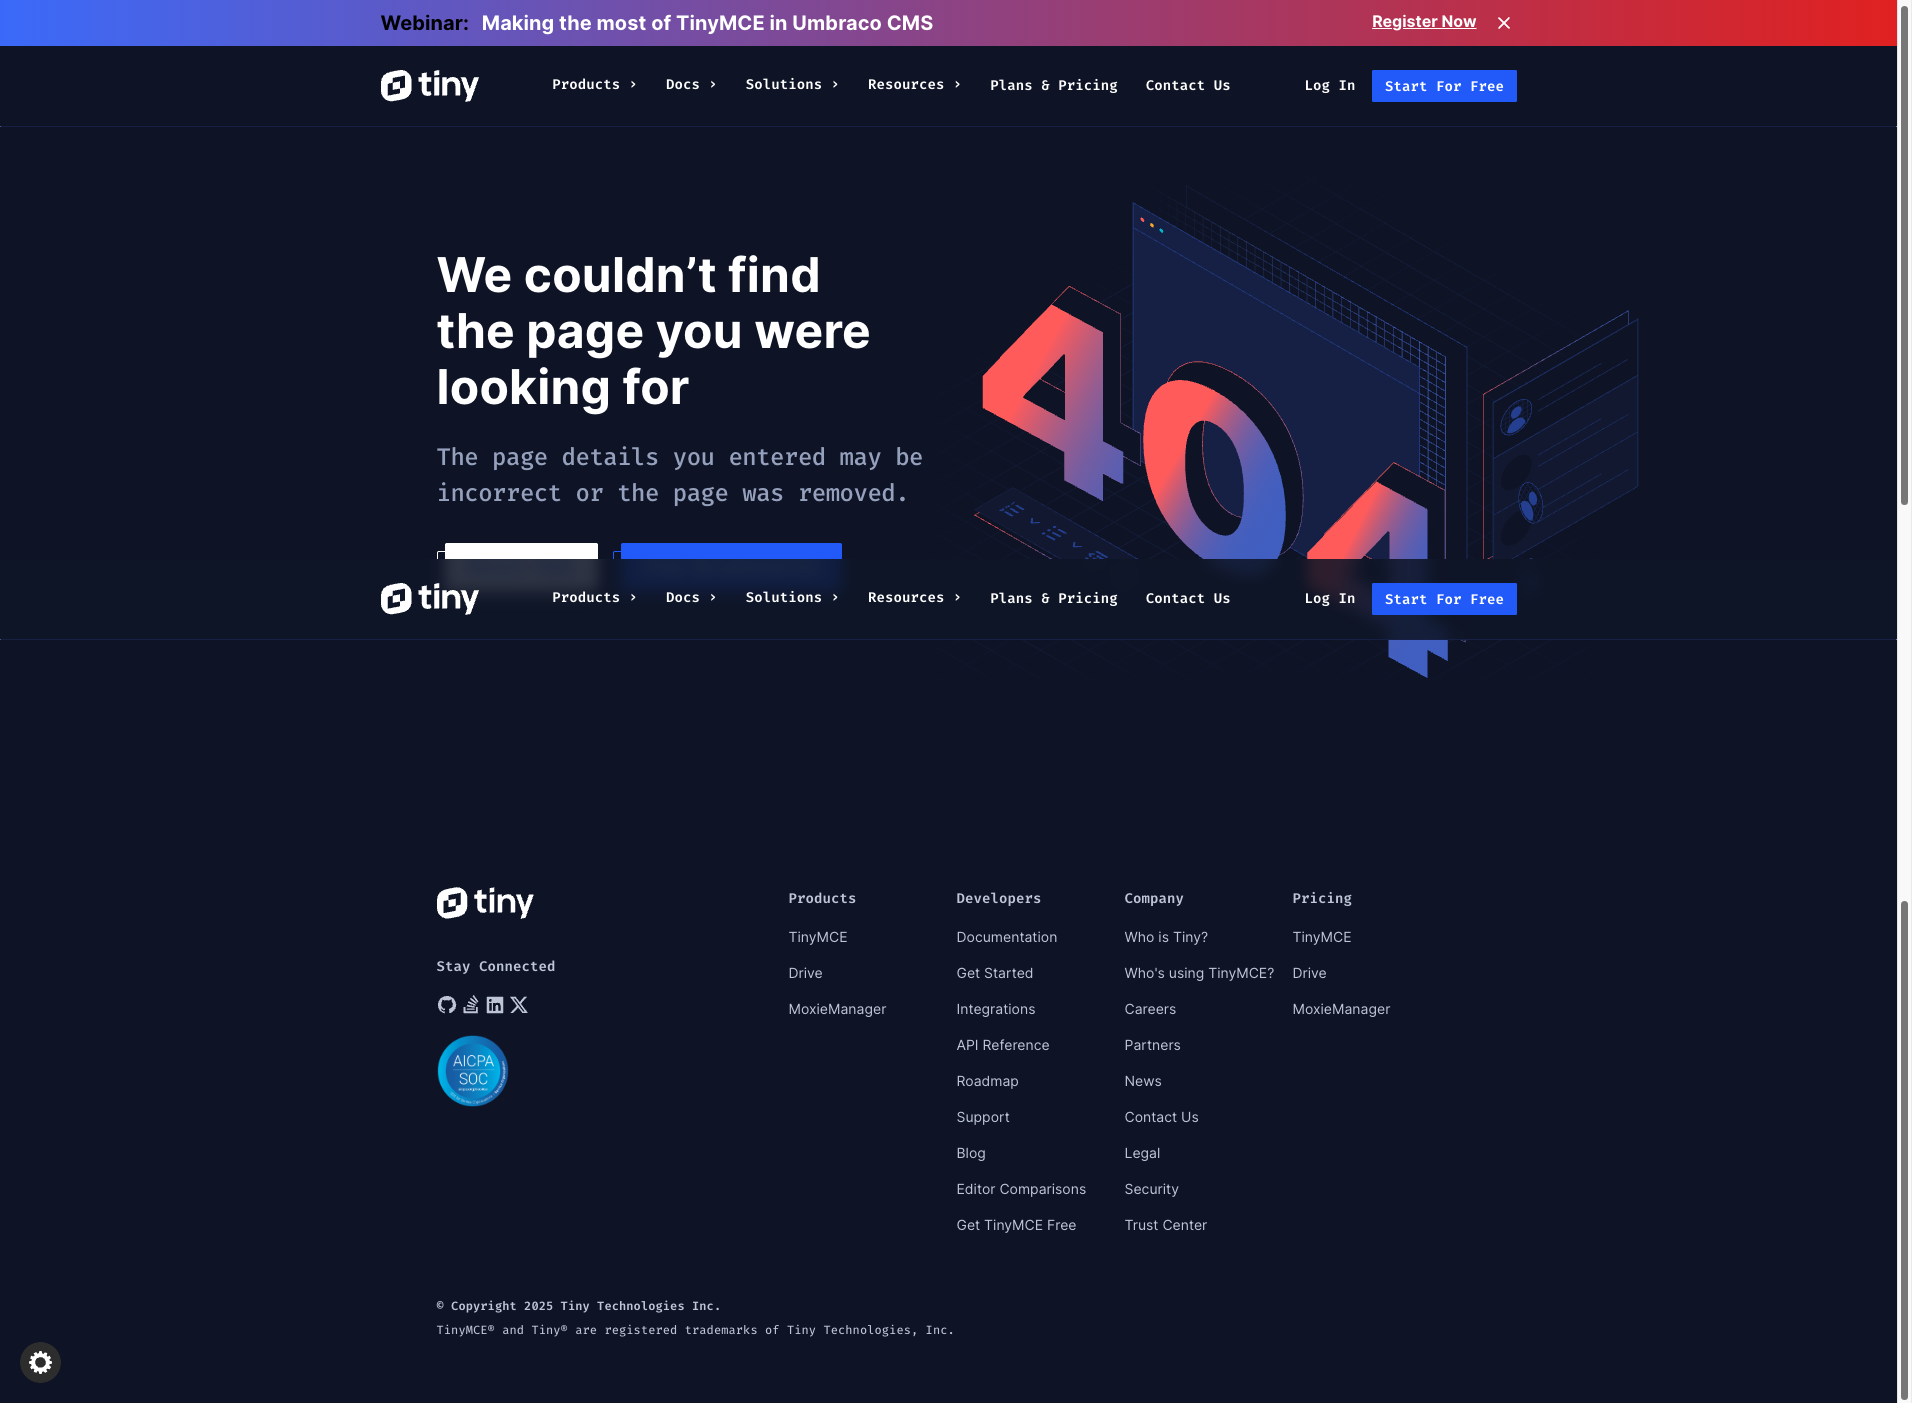 Webinar: Making the most of TinyMCE in Umbraco CMS Register Now
tiny Products Docs Solutions Resources Plans & Pricing Contact Us Log In Start For Free
We couldn’t find
the page you were
looking for
The page details you entered may be
incorrect or the page was removed.
404
tiny Products Docs Solutions Resources Plans & Pricing Contact Us Log In Start For Free
tiny
Stay Connected
AICPA
SOC
Products
TinyMCE
Drive
MoxieManager
Developers
Documentation
Get Started
Integrations
API Reference
Roadmap
Support
Blog
Editor Comparisons
Get TinyMCE Free
Company
Who is Tiny?
Who's using TinyMCE?
Careers
Partners
News
Contact Us
Legal
Security
Trust Center
Pricing
TinyMCE
Drive
MoxieManager
© Copyright 2025 Tiny Technologies Inc.
TinyMCE® and Tiny® are registered trademarks of Tiny Technologies, Inc.